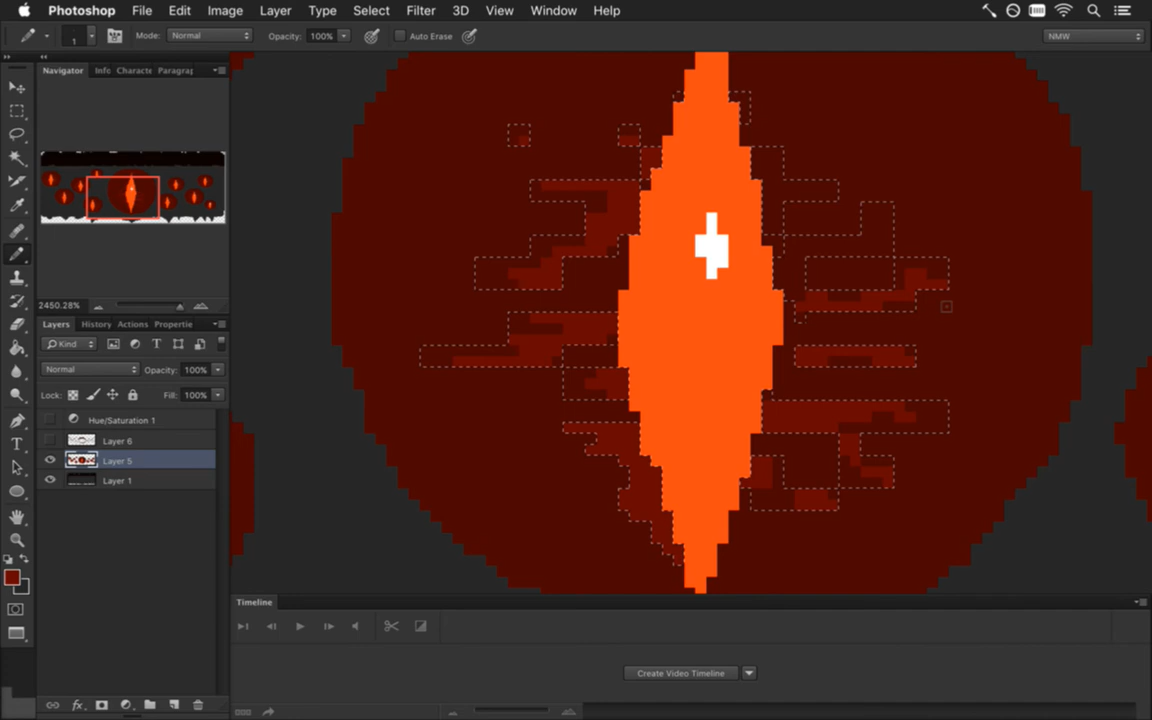 Photoshop File Edit Image Layer Type Select Filter 3D View Window Help
1 Mode: Normal Opacity: 100% Auto Erase NMW
Navigator Info Characte Paragrap
2450.28%
Layers History Actions Propertie
Kind
Normal Opacity: 100%
Lock: Fill: 100%
Hue/Saturation 1
Layer 6
Layer 5
Layer 1
T
fx
Timeline
Create Video Timeline